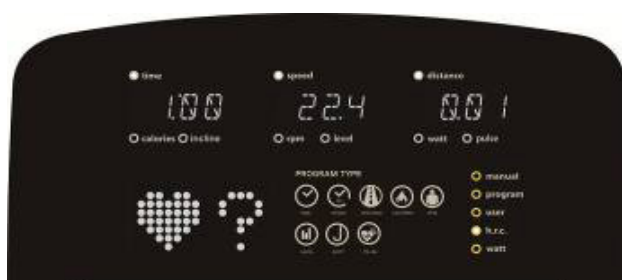 time speed distance
1:00 22.4 0.01
calories incline rpm level watt pulse
PROGRAM TYPE
manual
program
user
h.r.c.
watt
?